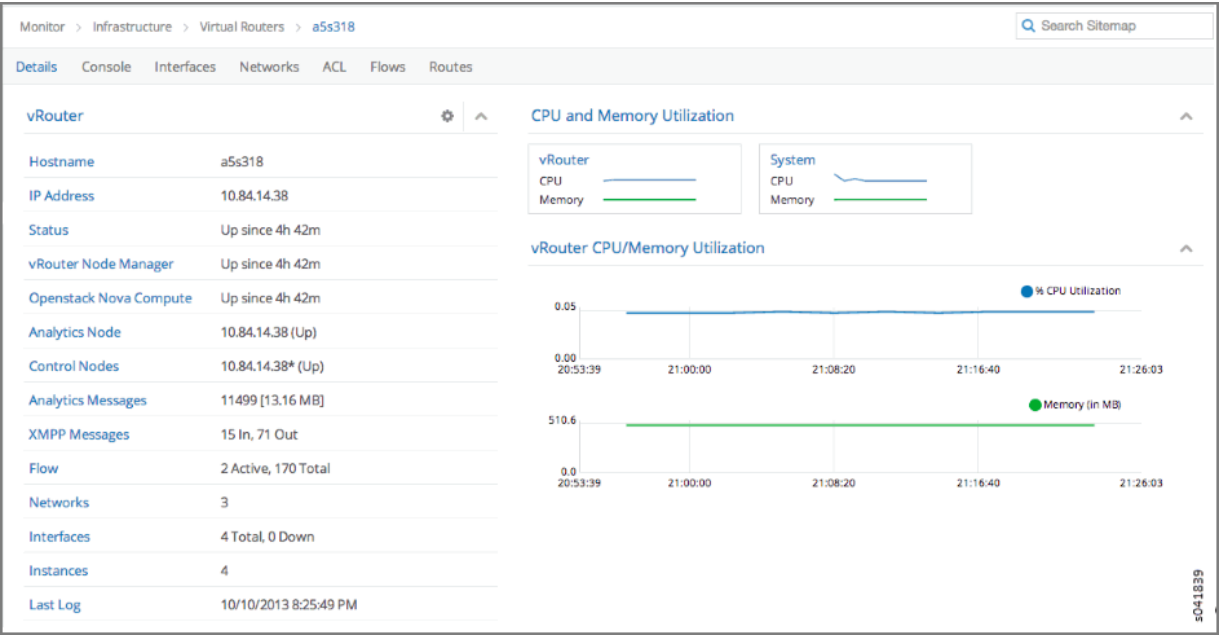 Monitor > Infrastructure > Virtual Routers > a5s318
Search Sitemap
Details Console Interfaces Networks ACL Flows Routes
vRouter
Hostname a5s318
IP Address 10.84.14.38
Status Up since 4h 42m
vRouter Node Manager Up since 4h 42m
Openstack Nova Compute Up since 4h 42m
Analytics Node 10.84.14.38 (Up)
Control Nodes 10.84.14.38* (Up)
Analytics Messages 11499 [13.16 MB]
XMPP Messages 15 In, 71 Out
Flow 2 Active, 170 Total
Networks 3
Interfaces 4 Total, 0 Down
Instances 4
Last Log 10/10/2013 8:25:49 PM
CPU and Memory Utilization
vRouter
CPU
Memory
System
CPU
Memory
vRouter CPU/Memory Utilization
% CPU Utilization
0.05
0.00
20:53:39 21:00:00 21:08:20 21:16:40 21:26:03
Memory (in MB)
510.6
0.0
20:53:39 21:00:00 21:08:20 21:16:40 21:26:03
s041839